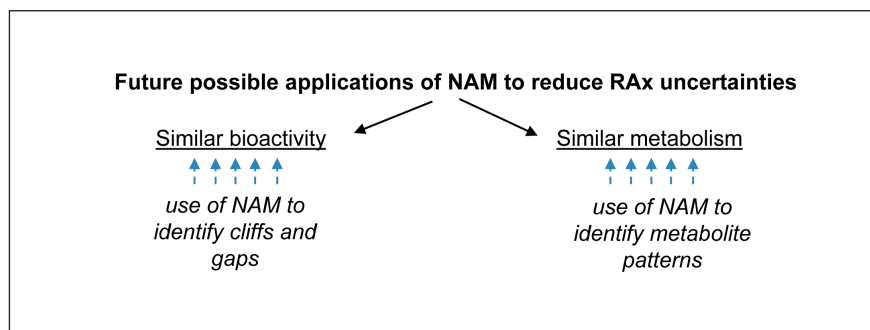 Future possible applications of NAM to reduce RAx uncertainties
Similar bioactivity
use of NAM to
identify cliffs and
gaps
Similar metabolism
use of NAM to
identify metabolite
patterns